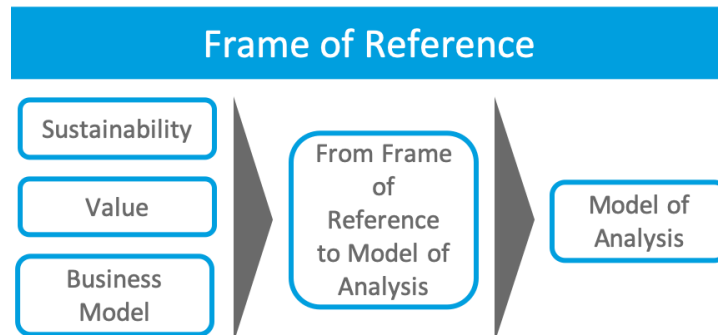 Frame of Reference
Sustainability
Value
Business
Model
From Frame
of
Reference
to Model of
Analysis
Model of
Analysis